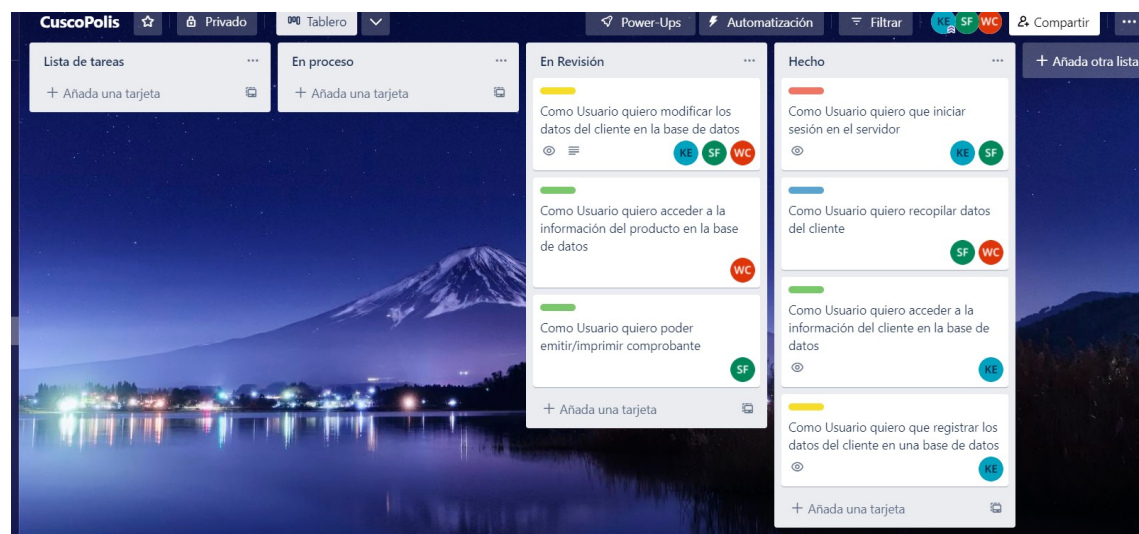 CuscoPolis
Privado
Tablero
Power-Ups
Automatización
Filtrar
KE
SF
WC
Compartir
Lista de tareas
+ Añada una tarjeta
En proceso
+ Añada una tarjeta
En Revisión
Como Usuario quiero modificar los
datos del cliente en la base de datos
KE SF WC
Como Usuario quiero acceder a la
información del producto en la base
de datos
WC
Como Usuario quiero poder
emitir/imprimir comprobante
SF
+ Añada una tarjeta
Hecho
Como Usuario quiero que iniciar
sesión en el servidor
KE SF
Como Usuario quiero recopilar datos
del cliente
SF WC
Como Usuario quiero acceder a la
información del cliente en la base de
datos
KE
Como Usuario quiero que registrar los
datos del cliente en una base de datos
KE
+ Añada una tarjeta
+ Añada otra lista